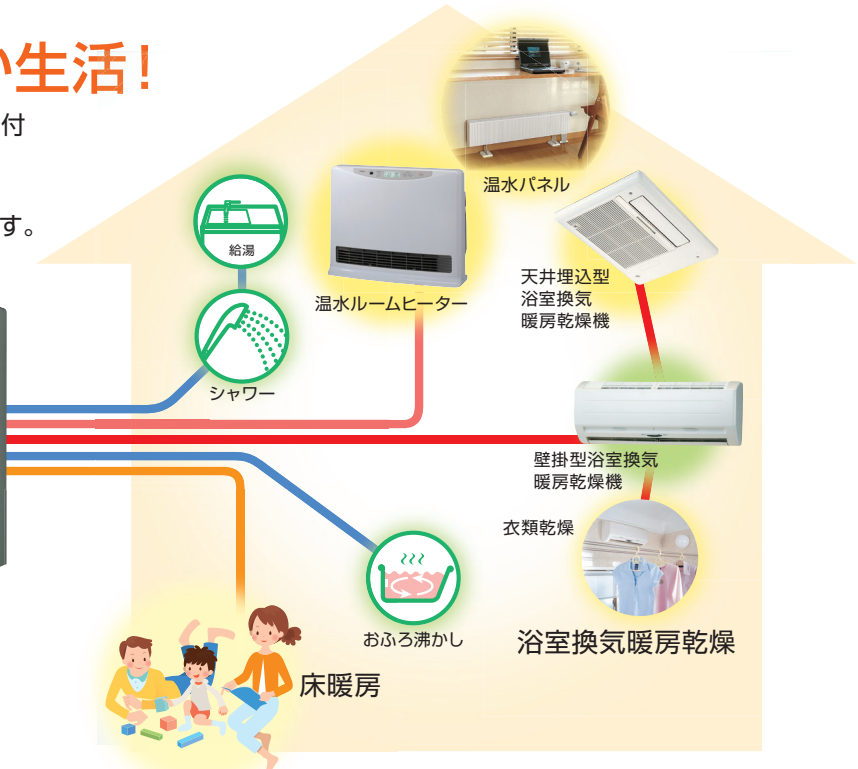 い生活！
付
す。
温水パネル
給湯
温水ルームヒーター
天井埋込型
浴室換気
暖房乾燥機
シャワー
壁掛型浴室換気
暖房乾燥機
衣類乾燥
おふろ沸かし
浴室換気暖房乾燥
床暖房